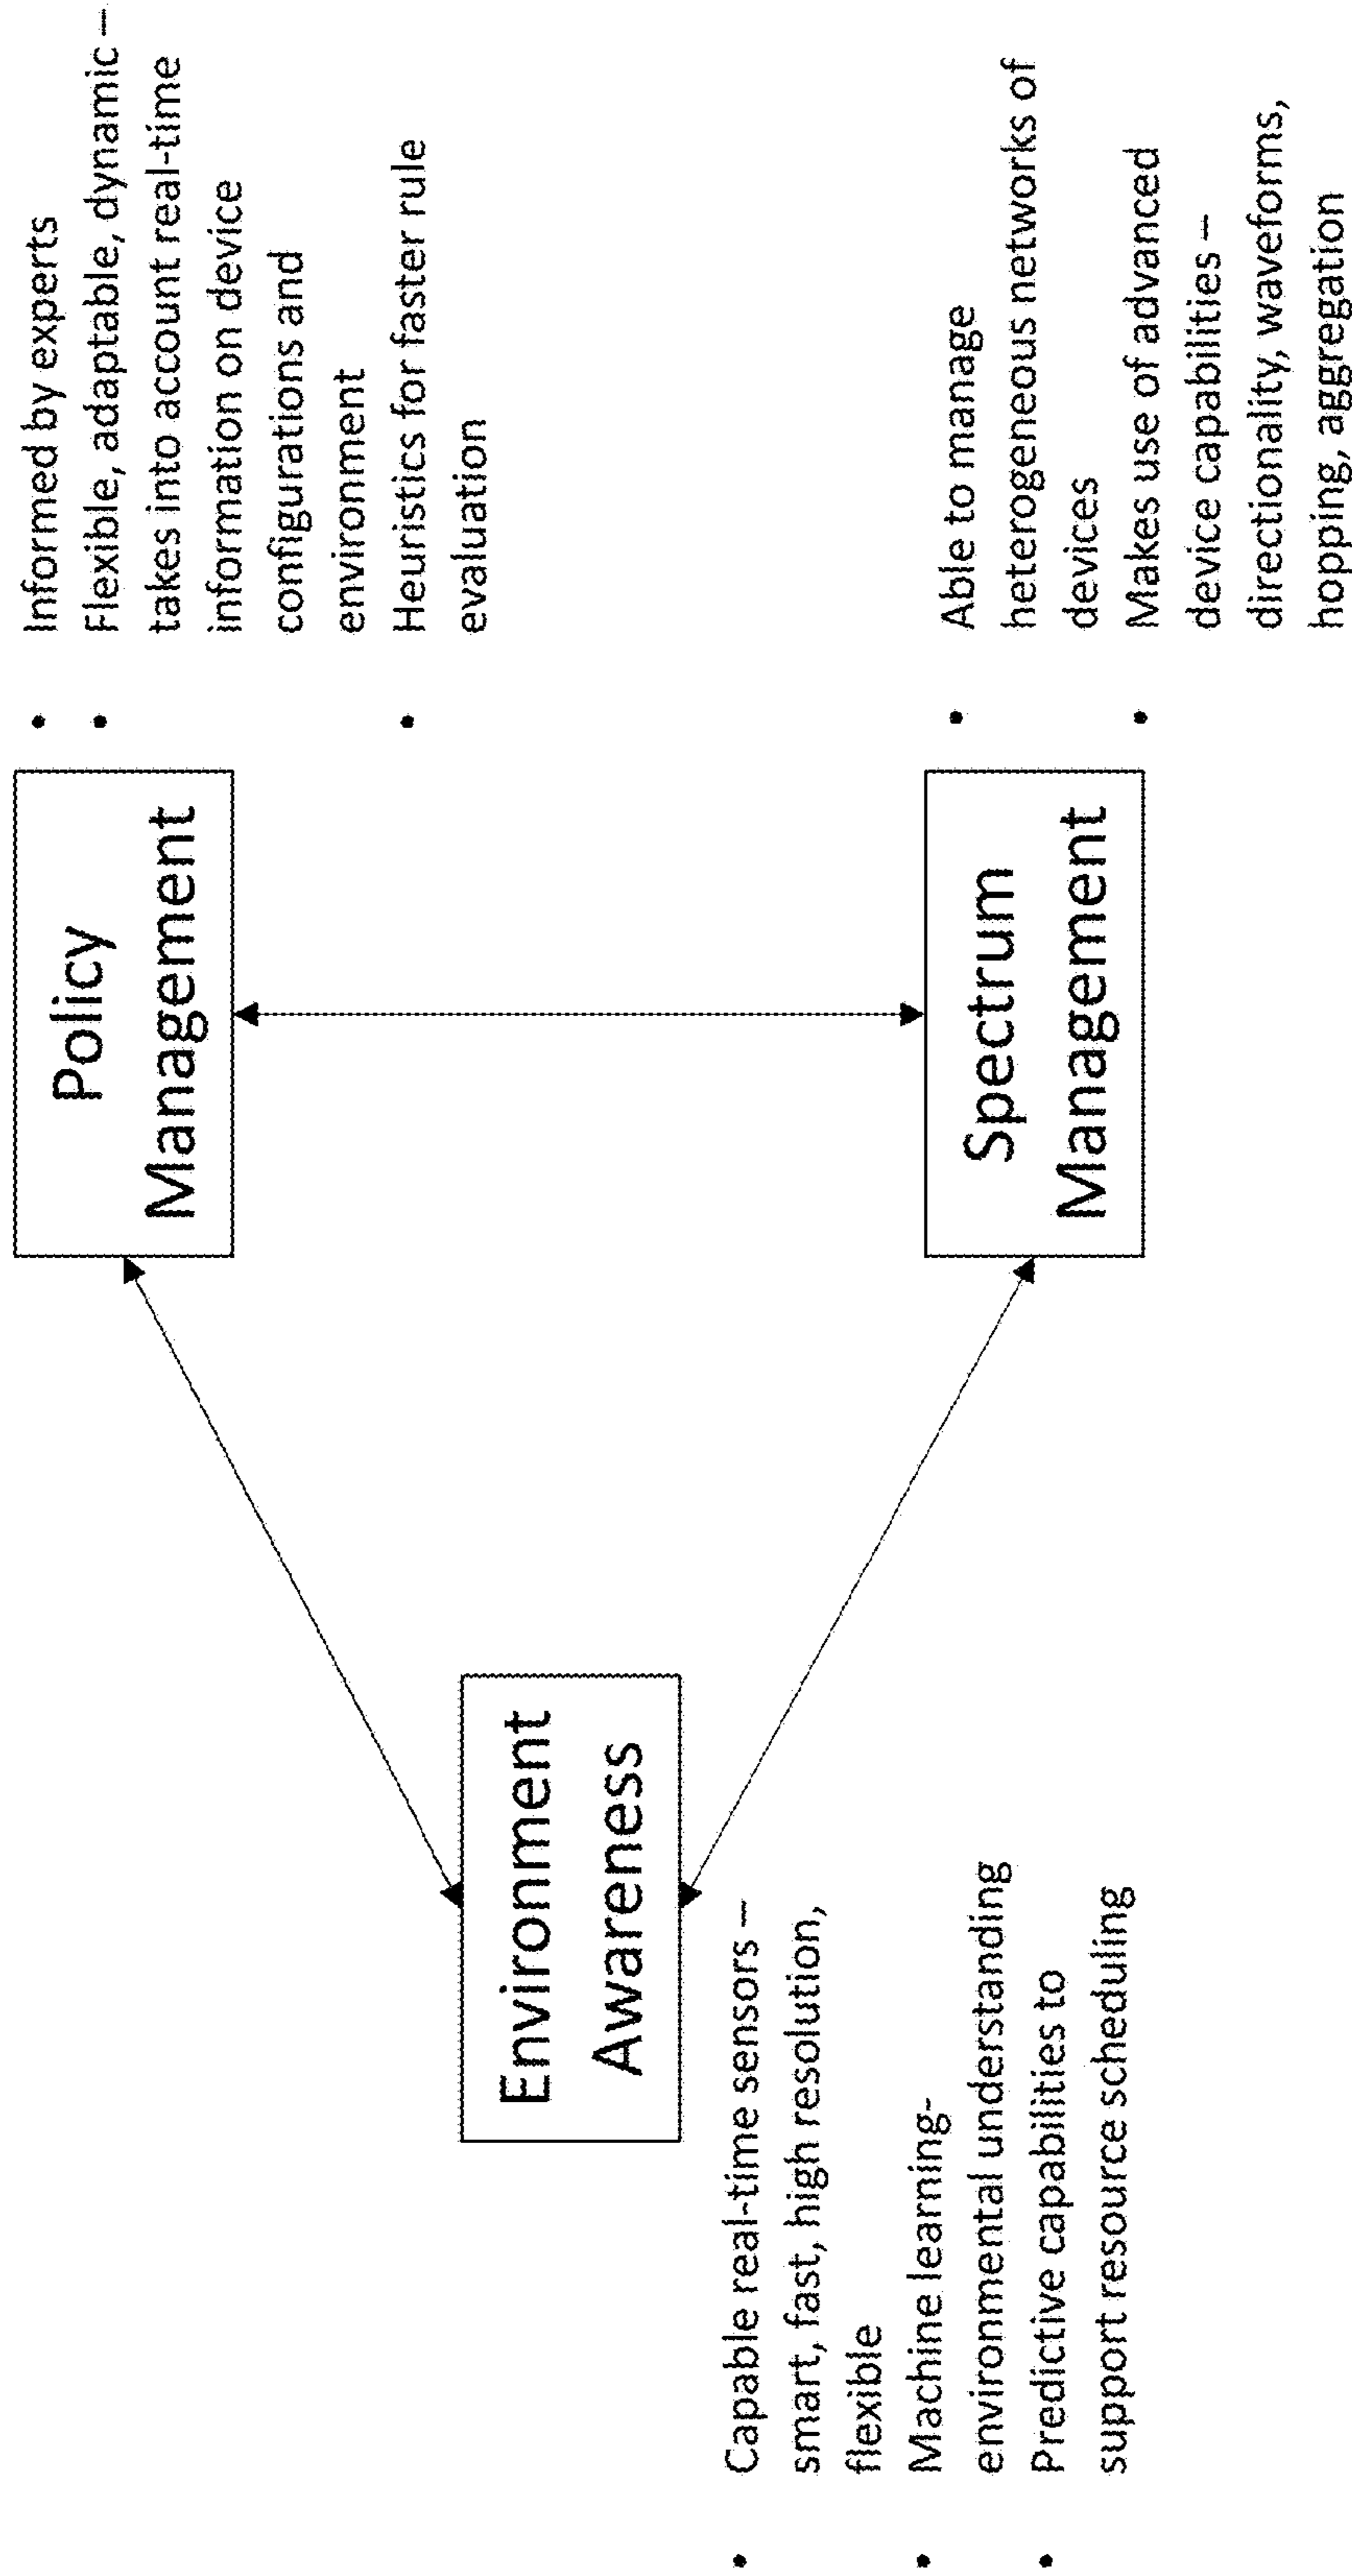 Policy
Management
• Informed by experts
• Flexible, adaptable, dynamic –
takes into account real-time
information on device
configurations and
environment
• Heuristics for faster rule
evaluation
Environment
Awareness
• Capable real-time sensors –
smart, fast, high resolution,
flexible
• Machine learning-
environmental understanding
• Predictive capabilities to
support resource scheduling
Spectrum
Management
• Able to manage
heterogeneous networks of
devices
• Makes use of advanced
device capabilities –
directionality, waveforms,
hopping, aggregation